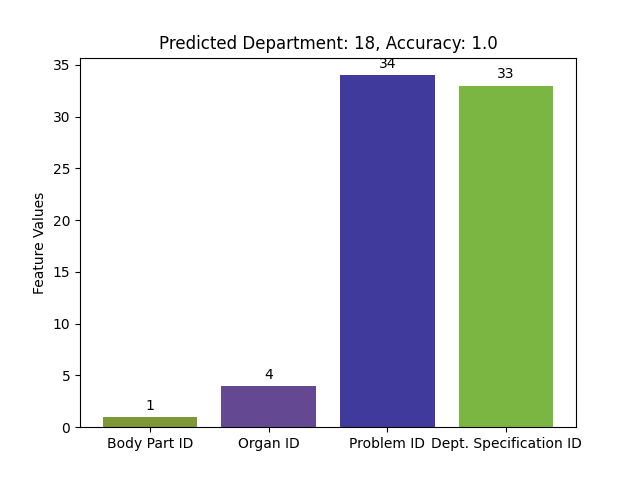 Predicted Department: 18, Accuracy: 1.0
Feature Values
35
30
25
20
15
10
5
0
1
4
34
33
Body Part ID
Organ ID
Problem ID
Dept. Specification ID